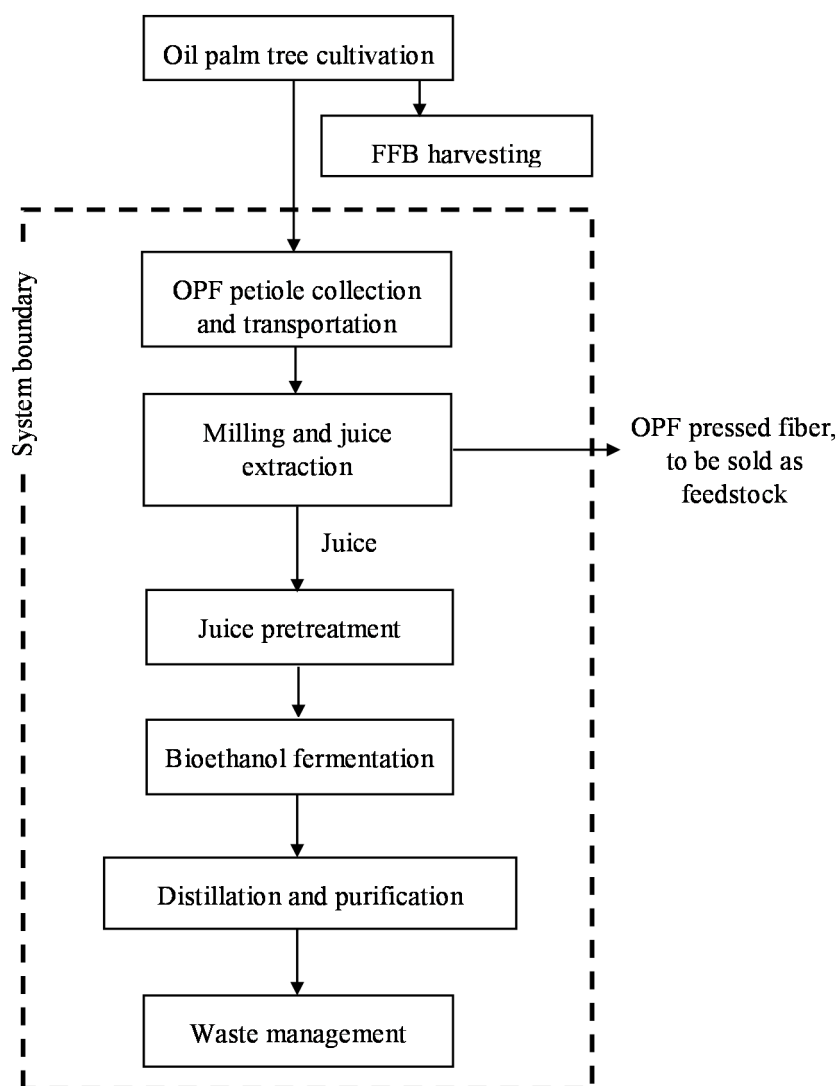 Oil palm tree cultivation
FFB harvesting
System boundary
OPF petiole collection
and transportation
Milling and juice
extraction
OPF pressed fiber,
to be sold as
feedstock
Juice
Juice pretreatment
Bioethanol fermentation
Distillation and purification
Waste management